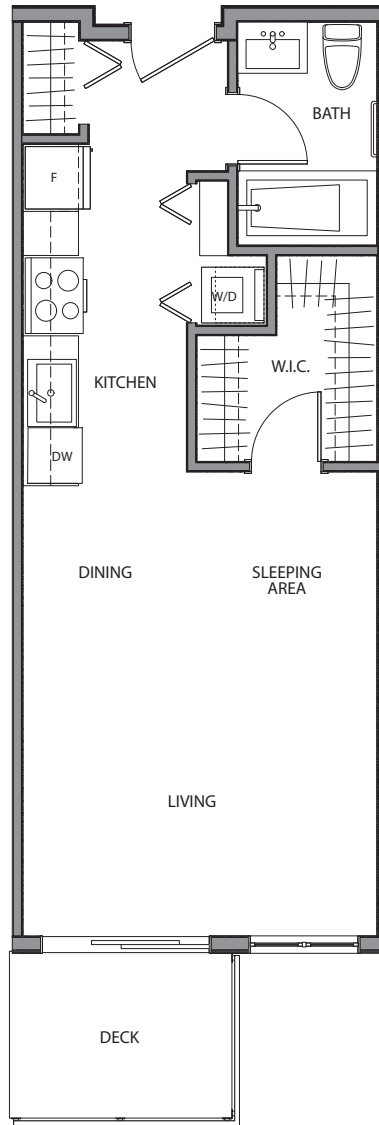 BATH
F
W/D
W.I.C.
KITCHEN
DW
DINING
SLEEPING
AREA
LIVING
DECK